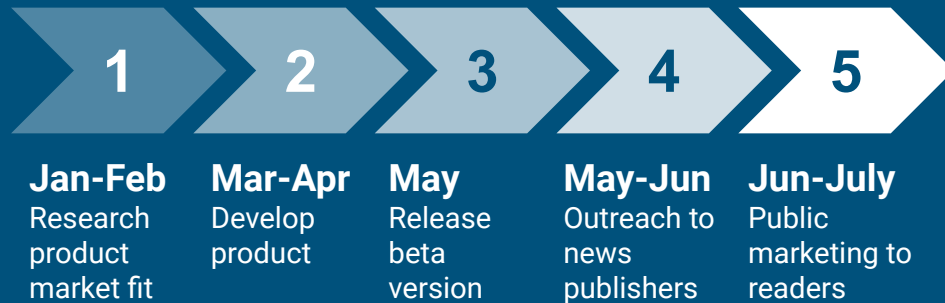 1
2
3
4
5
Jan-Feb
Research
product
market fit
Mar-Apr
Develop
product
May
Release
beta
version
May-Jun
Outreach to
news
publishers
Jun-July
Public
marketing to
readers